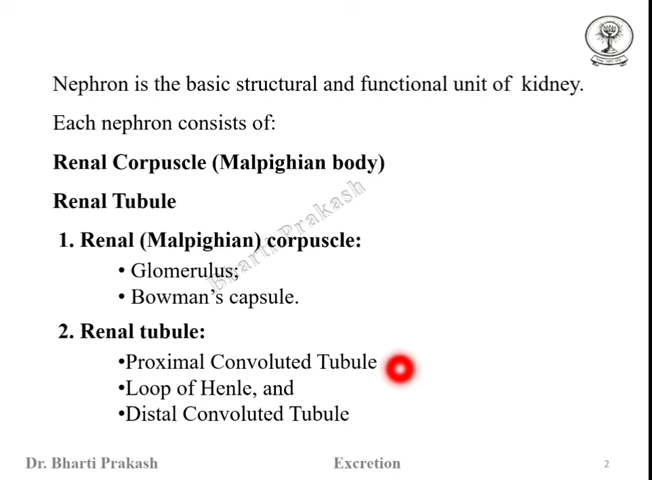 Nephron is the basic structural and functional unit of kidney.
Each nephron consists of:
Renal Corpuscle (Malpighian body)
Renal Tubule
1. Renal (Malpighian) corpuscle:
• Glomerulus;
• Bowman's capsule.
2. Renal tubule:
•Proximal Convoluted Tubule
•Loop of Henle, and
•Distal Convoluted Tubule
Bharti Prakash
Dr. Bharti Prakash Excretion 2